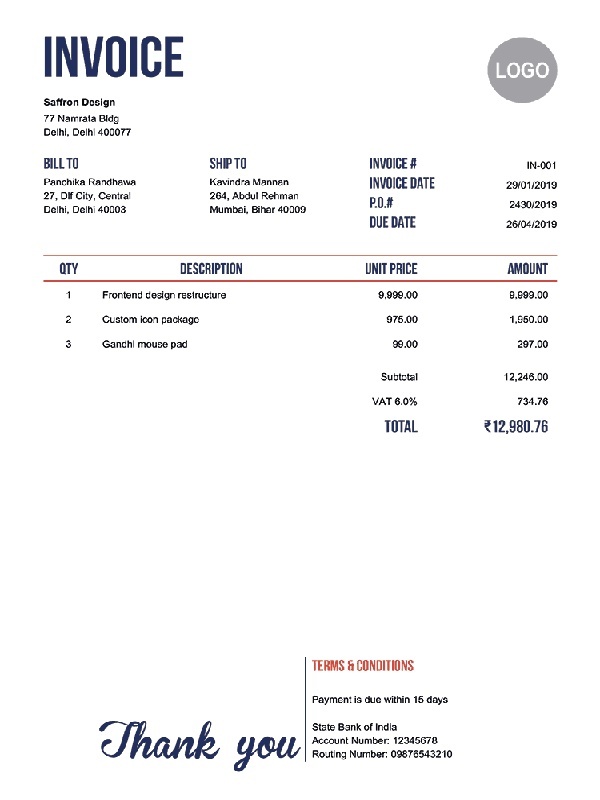 INVOICE
LOGO
Saffron Design
77 Namrata Bldg
Delhi, Delhi 400077
BILL TO
Panchika Randhawa
27, Dlf City, Central
Delhi, Delhi 40003
SHIP TO
Kavindra Mannan
264, Abdul Rehman
Mumbai, Bihar 40009
INVOICE # IN-001
INVOICE DATE 29/01/2019
P.O.# 2430/2019
DUE DATE 26/04/2019
QTY DESCRIPTION UNIT PRICE AMOUNT
1 Frontend design restructure 9,999.00 9,999.00
2 Custom icon package 975.00 1,950.00
3 Gandhi mouse pad 99.00 297.00
Subtotal 12,246.00
VAT 6.0% 734.76
TOTAL ₹12,980.76
TERMS & CONDITIONS
Payment is due within 15 days
State Bank of India
Account Number: 12345678
Routing Number: 09876543210
Thank you